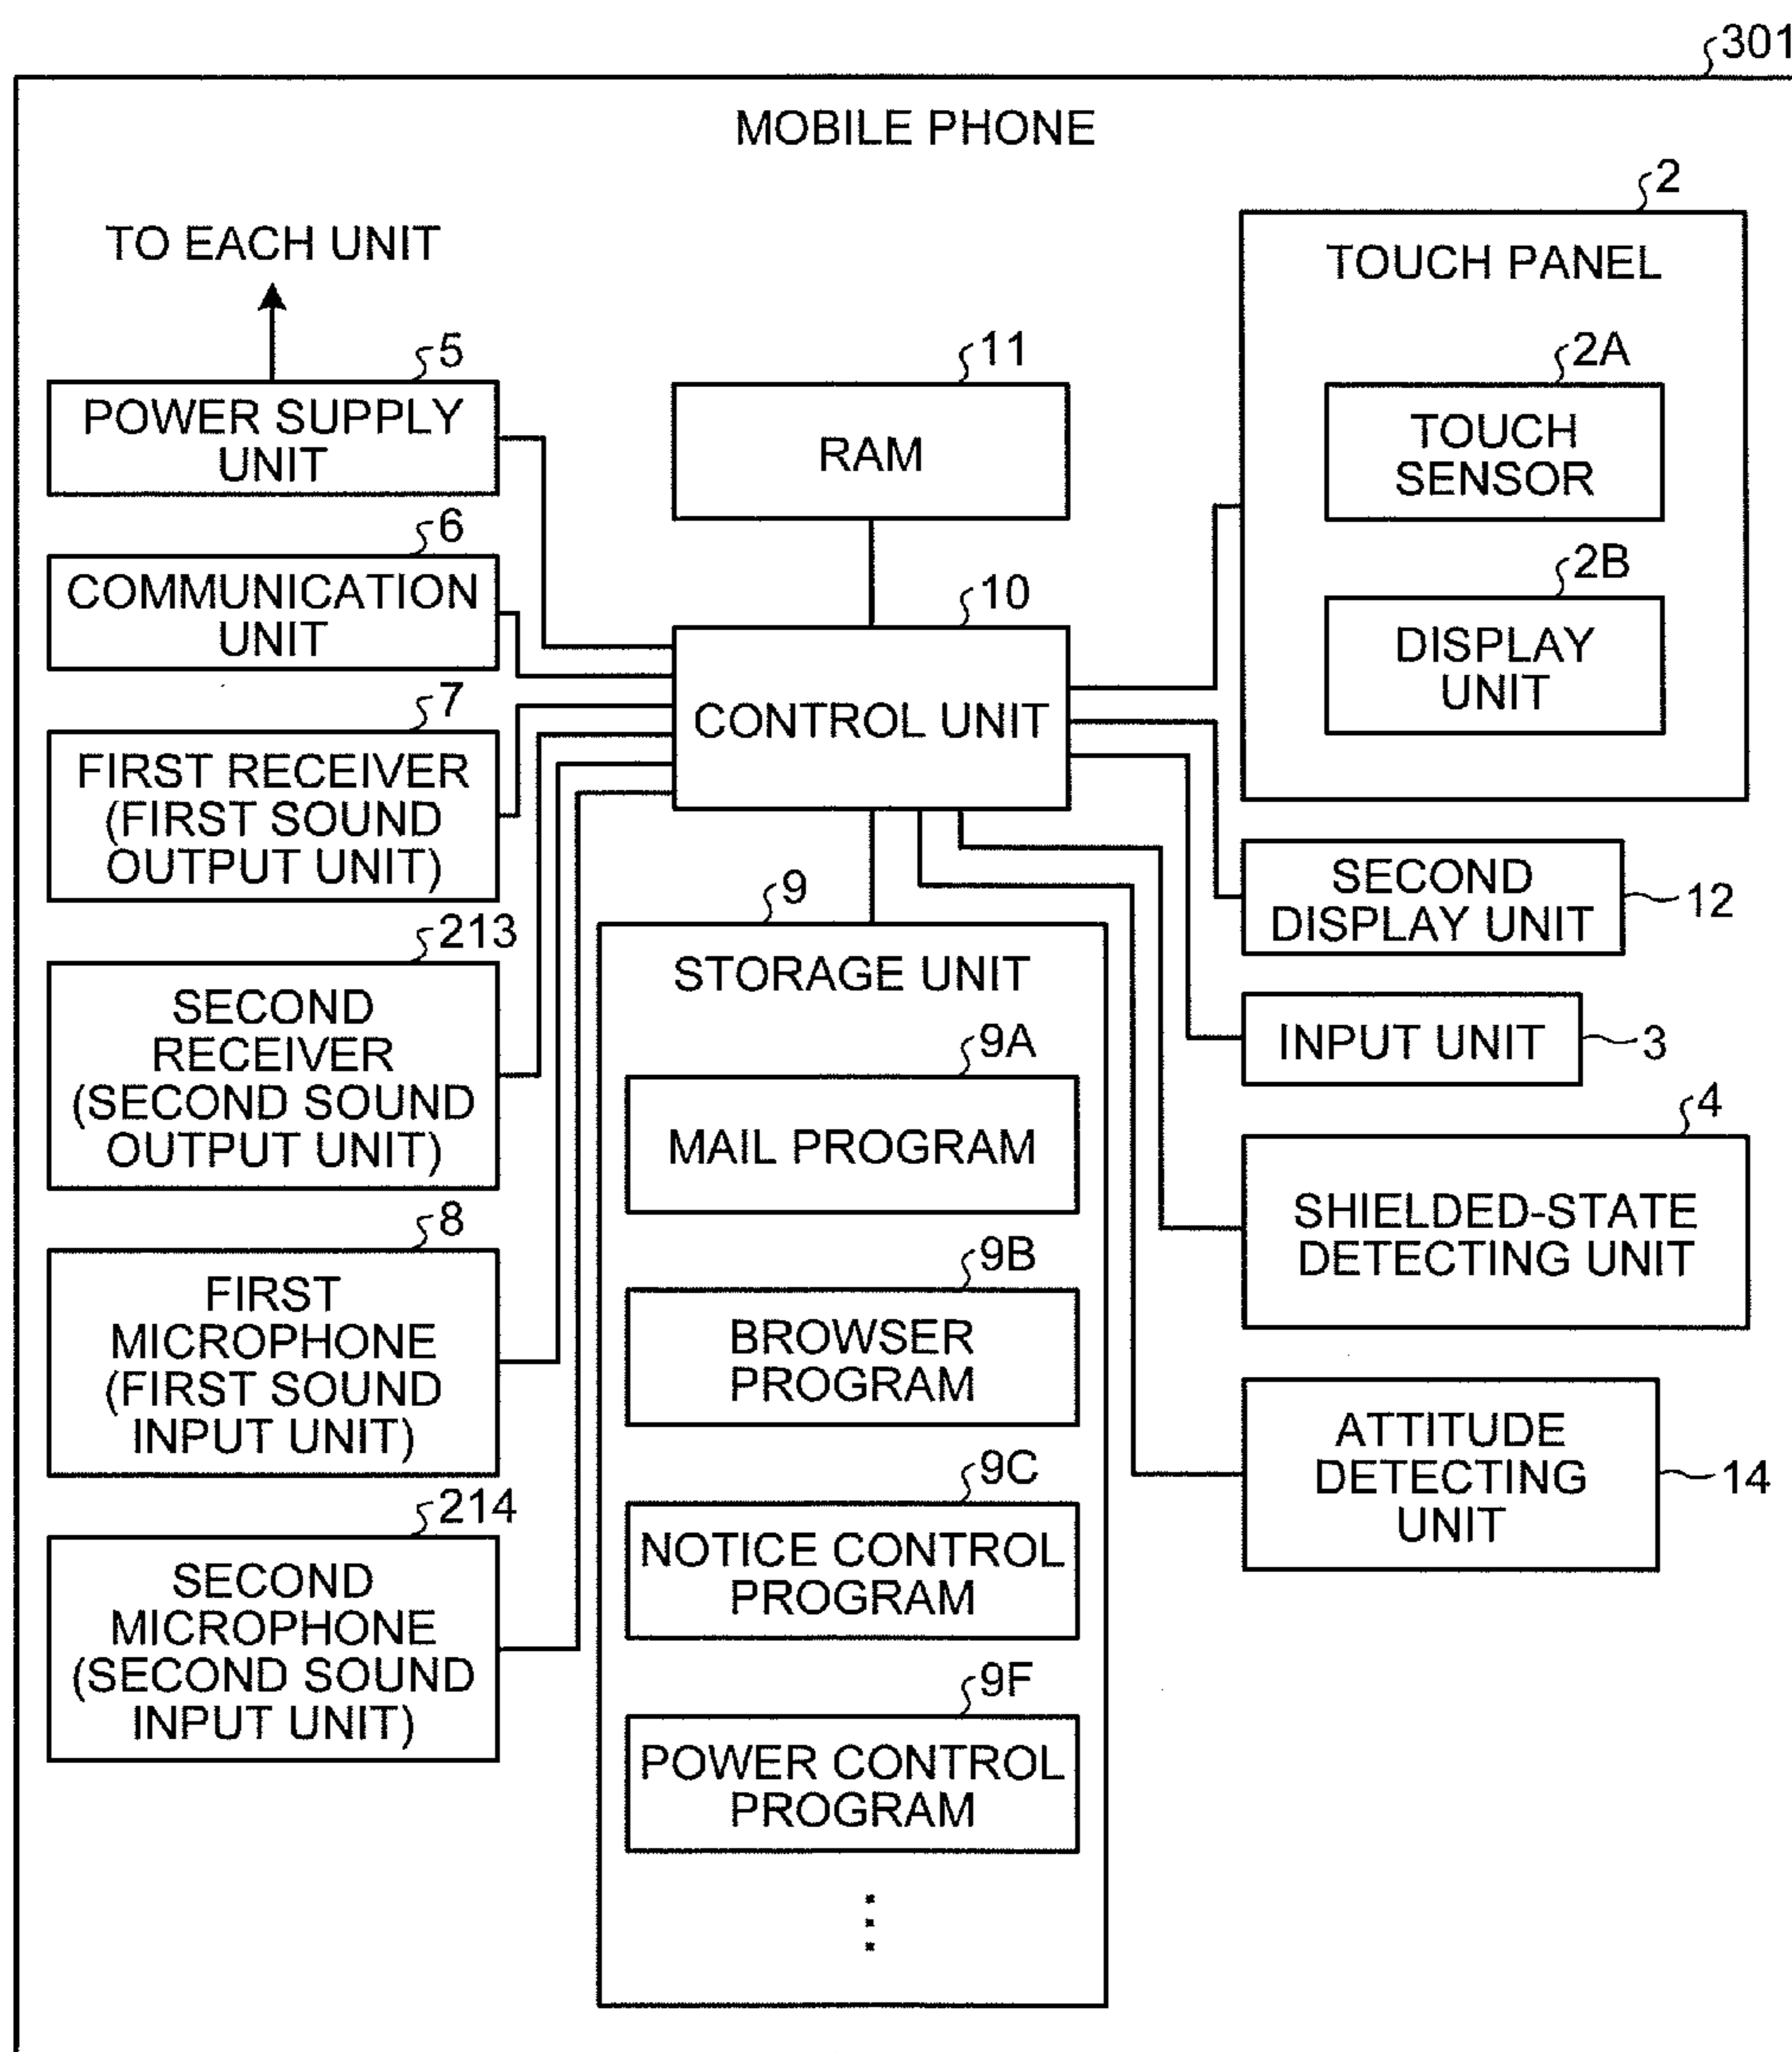 301
MOBILE PHONE
TO EACH UNIT
5
POWER SUPPLY
UNIT
6
COMMUNICATION
UNIT
7
FIRST RECEIVER
(FIRST SOUND
OUTPUT UNIT)
213
SECOND
RECEIVER
(SECOND SOUND
OUTPUT UNIT)
8
FIRST
MICROPHONE
(FIRST SOUND
INPUT UNIT)
214
SECOND
MICROPHONE
(SECOND SOUND
INPUT UNIT)
11
RAM
10
CONTROL UNIT
9
STORAGE UNIT
9A
MAIL PROGRAM
9B
BROWSER
PROGRAM
9C
NOTICE CONTROL
PROGRAM
9F
POWER CONTROL
PROGRAM
2
TOUCH PANEL
2A
TOUCH
SENSOR
2B
DISPLAY
UNIT
SECOND
DISPLAY UNIT
12
INPUT UNIT
3
4
SHIELDED-STATE
DETECTING UNIT
ATTITUDE
DETECTING
UNIT
14